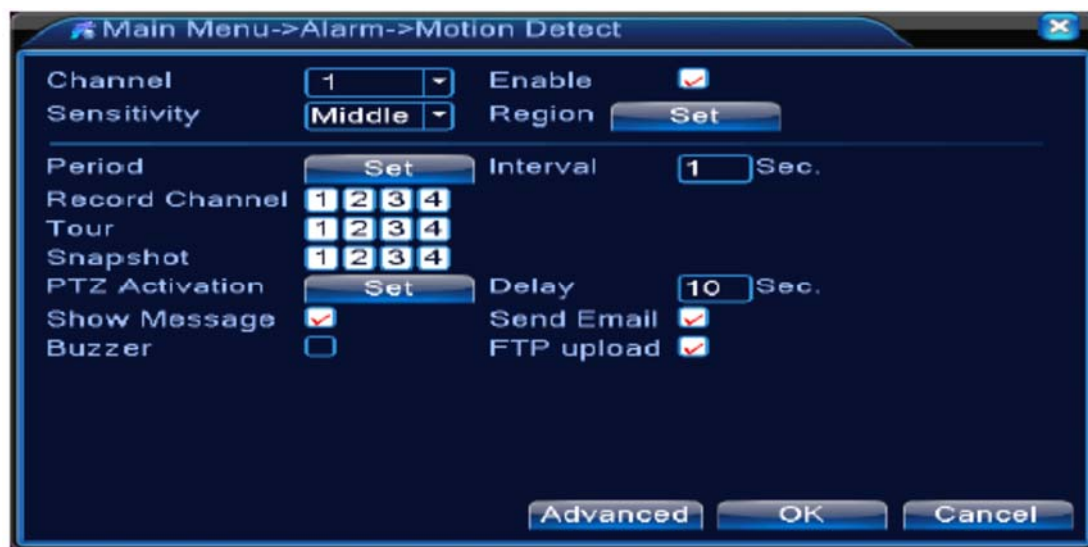 Main Menu->Alarm->Motion Detect
Channel 1 Enable
Sensitivity Middle Region Set
Period Set Interval 1 Sec.
Record Channel 1 2 3 4
Tour 1 2 3 4
Snapshot 1 2 3 4
PTZ Activation Set Delay 10 Sec.
Show Message Send Email
Buzzer FTP upload
Advanced OK Cancel